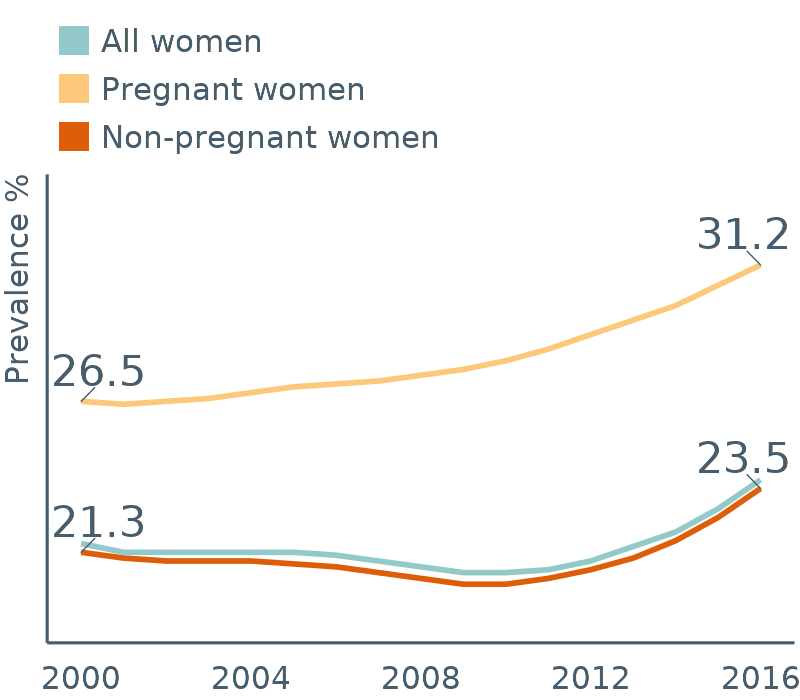 All women
Pregnant women
Non-pregnant women
Prevalence %
31.2
26.5
23.5
21.3
2000 2004 2008 2012 2016